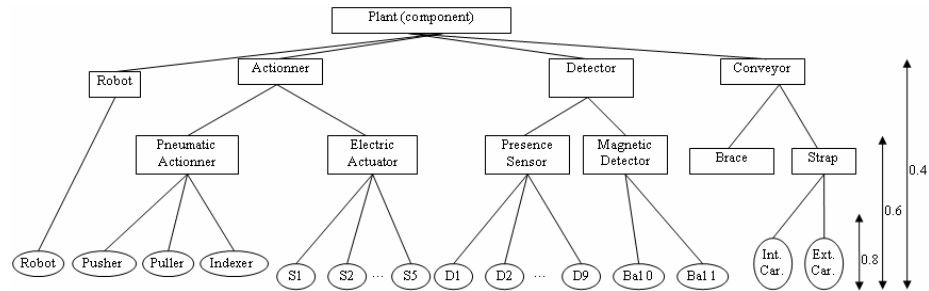 Plant (component)
Robot
Actionner
Detector
Conveyor
0.4
Pneumatic
Actionner
Electric
Actuator
Presence
Sensor
Magnetic
Detector
Brace
Strap
0.6
Robot
Pusher
Puller
Indexer
S1
S2
...
S5
D1
D2
...
D9
Bal 0
Bal 1
Int.
Car.
Ext.
Car.
0.8